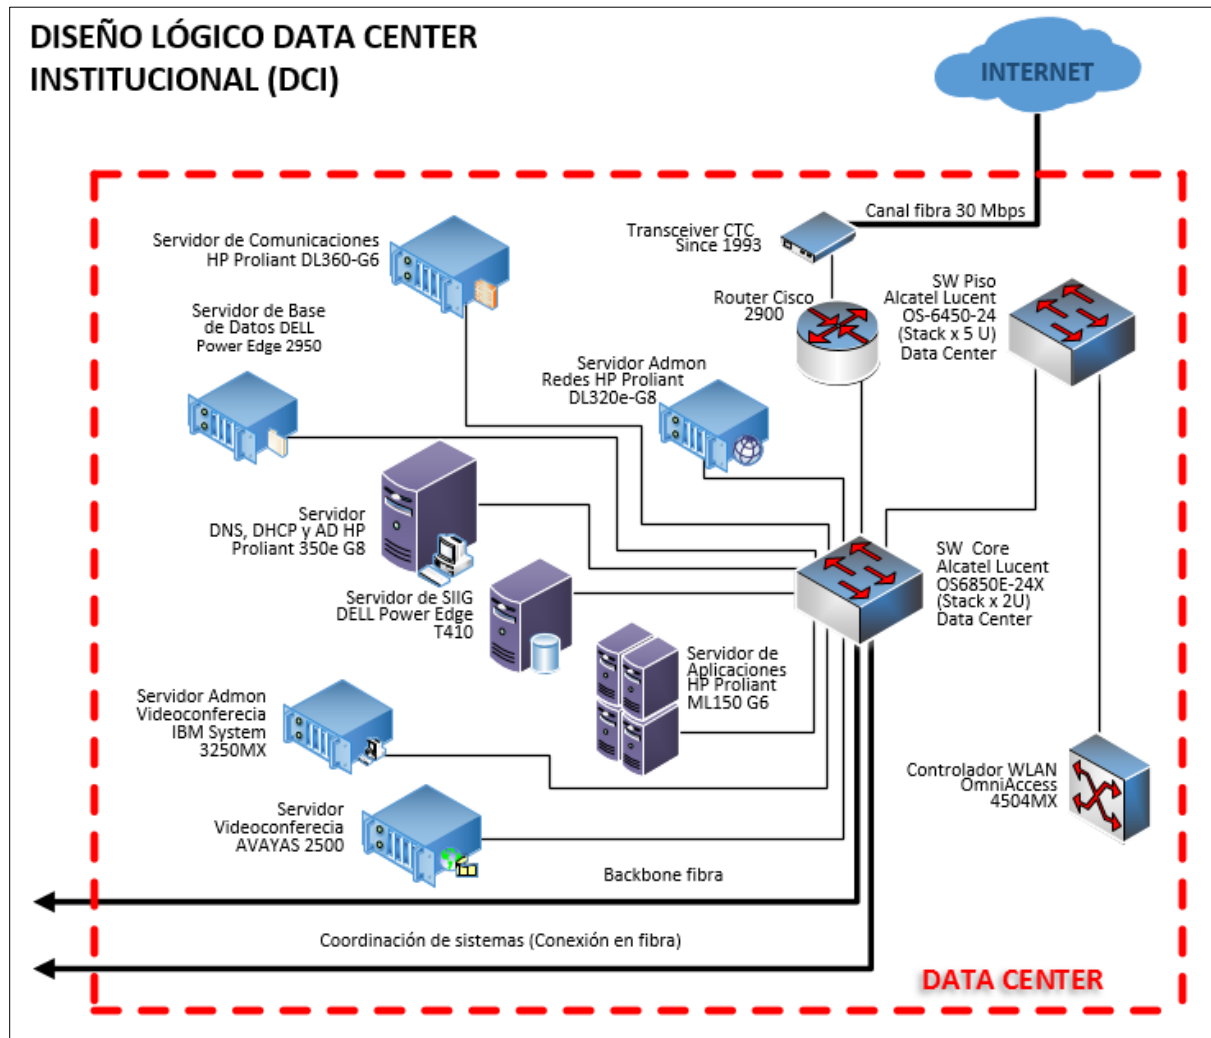 DISEÑO LÓGICO DATA CENTER
INSTITUCIONAL (DCI)
INTERNET
Canal fibra 30 Mbps
Transceiver CTC
Since 1993
Servidor de Comunicaciones
HP Proliant DL360-G6
SW Piso
Alcatel Lucent
OS-6450-24
(Stack x 5 U)
Data Center
Router Cisco
2900
Servidor de Base
de Datos DELL
Power Edge 2950
Servidor Admon
Redes HP Proliant
DL320e-G8
Servidor
DNS, DHCP y AD HP
Proliant 350e G8
SW Core
Alcatel Lucent
OS6850E-24X
(Stack x 2U)
Data Center
Servidor de SIIG
DELL Power Edge
T410
Servidor de
Aplicaciones
HP Proliant
ML150 G6
Servidor Admon
Videoconferecia
IBM System
3250MX
Controlador WLAN
OmniAccess
4504MX
Servidor
Videoconferecia
AVAYAS 2500
Backbone fibra
Coordinación de sistemas (Conexión en fibra)
DATA CENTER